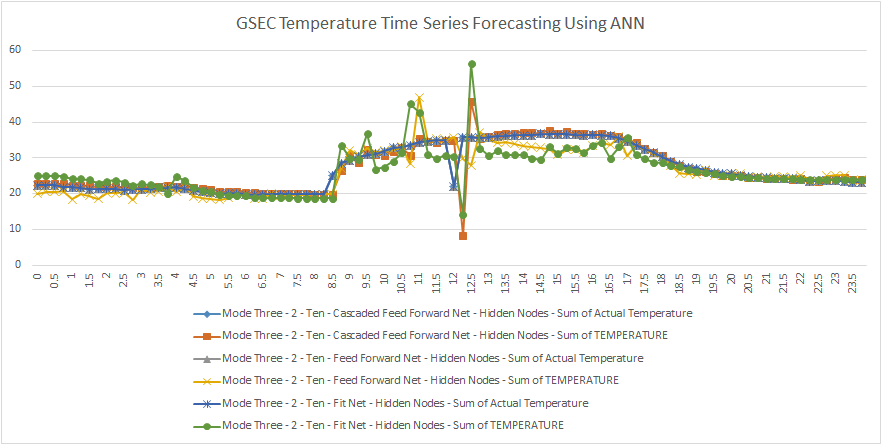 GSEC Temperature Time Series Forecasting Using ANN
60
50
40
30
20
10
0
0 0.5 1 1.5 2 2.5 3 3.5 4 4.5 5 5.5 6 6.5 7 7.5 8 8.5 9 9.5 10 10.5 11 11.5 12 12.5 13 13.5 14 14.5 15 15.5 16 16.5 17 17.5 18 18.5 19 19.5 20 20.5 21 21.5 22 22.5 23 23.5
Mode Three - 2 - Ten - Cascaded Feed Forward Net - Hidden Nodes - Sum of Actual Temperature
Mode Three - 2 - Ten - Cascaded Feed Forward Net - Hidden Nodes - Sum of TEMPERATURE
Mode Three - 2 - Ten - Feed Forward Net - Hidden Nodes - Sum of Actual Temperature
Mode Three - 2 - Ten - Feed Forward Net - Hidden Nodes - Sum of TEMPERATURE
Mode Three - 2 - Ten - Fit Net - Hidden Nodes - Sum of Actual Temperature
Mode Three - 2 - Ten - Fit Net - Hidden Nodes - Sum of TEMPERATURE